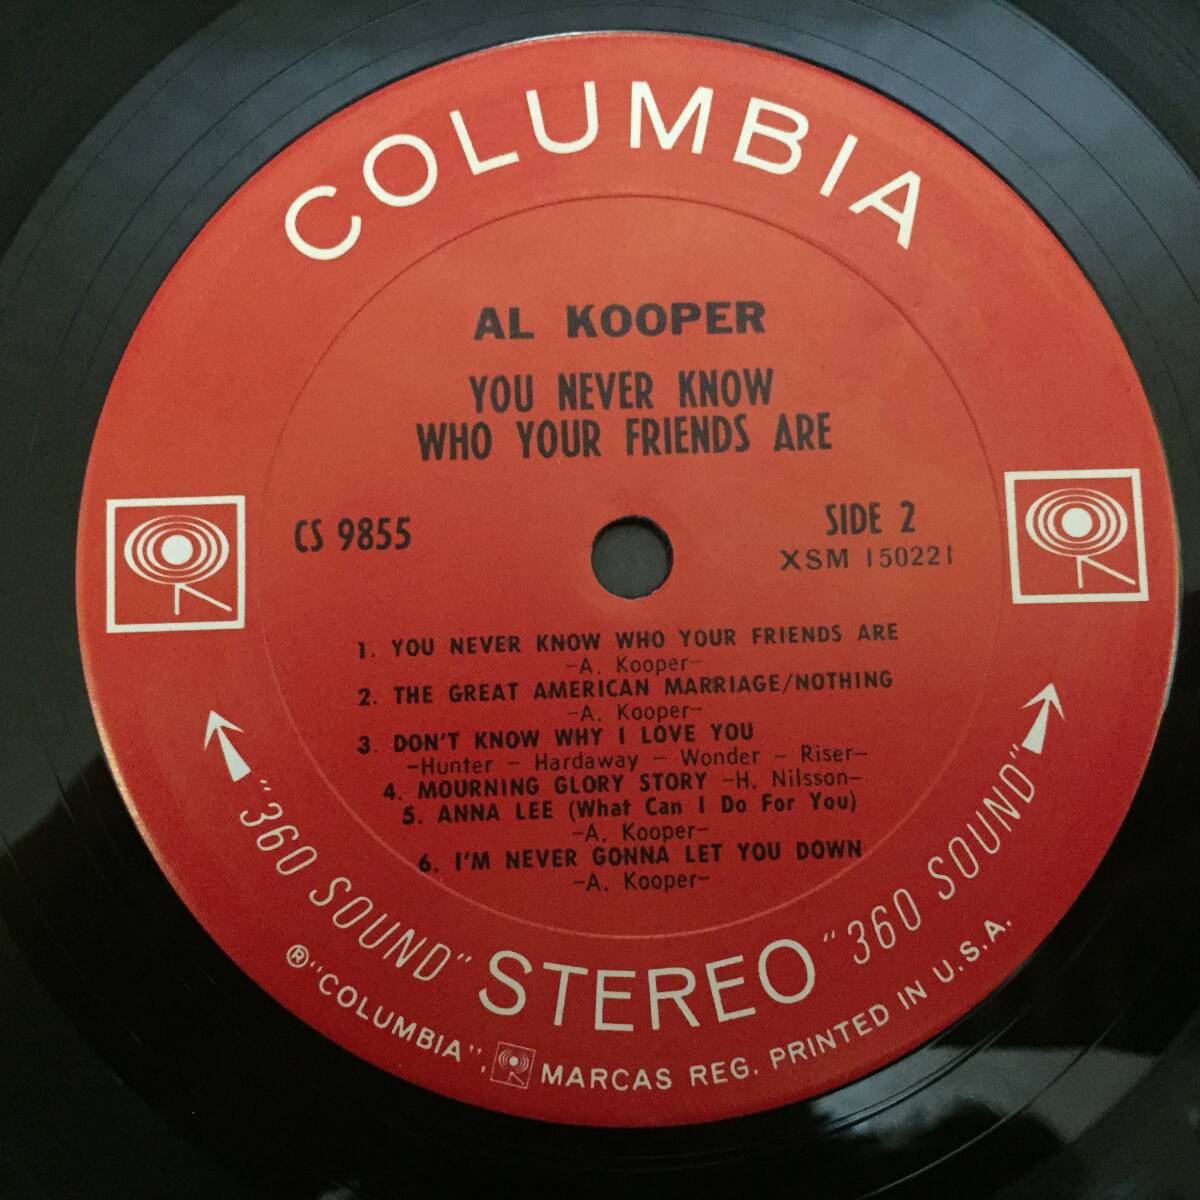 COLUMBIA
AL KOOPER
YOU NEVER KNOW
WHO YOUR FRIENDS ARE
CS 9855
SIDE 2
XSM 150221
1. YOU NEVER KNOW WHO YOUR FRIENDS ARE
-A. Kooper-
2. THE GREAT AMERICAN MARRIAGE/NOTHING
-A. Kooper-
3. DON'T KNOW WHY I LOVE YOU
-Hunter - Hardaway - Wonder - Riser-
4. MOURNING GLORY STORY -H. Nilsson-
5. ANNA LEE (What Can I Do For You)
-A. Kooper-
6. I'M NEVER GONNA LET YOU DOWN
-A. Kooper-
"360 SOUND" STEREO "360 SOUND"
® "COLUMBIA", MARCAS REG. PRINTED IN U.S.A.